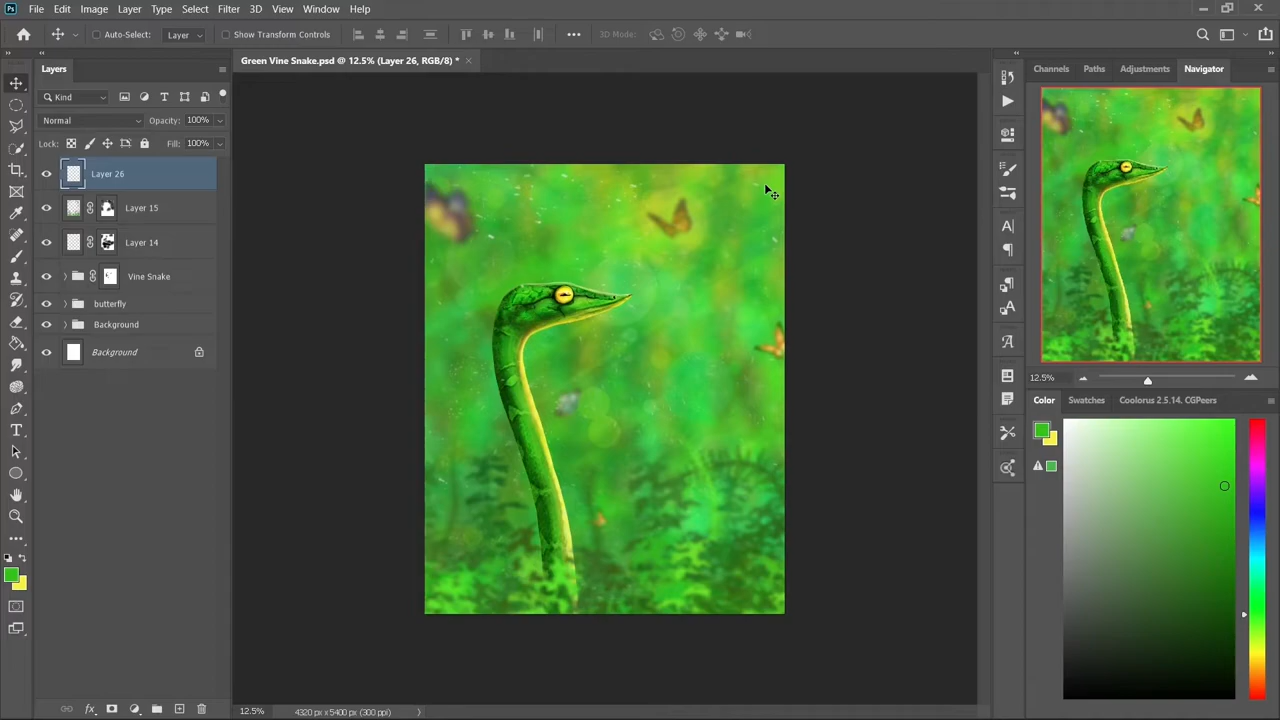 Ps File Edit Image Layer Type Select Filter 3D View Window Help
Auto-Select: Layer Show Transform Controls 3D Mode:
Layers
Green Vine Snake.psd @ 12.5% (Layer 26, RGB/8) *
Channels Paths Adjustments Navigator
Kind
Normal Opacity: 100%
Lock: Fill: 100%
Layer 26
Layer 15
Layer 14
Vine Snake
butterfly
Background
Background
12.5%
Color Swatches Coolorus 2.5.14. CGPeers
12.5% 4320 px x 5400 px (300 ppi)